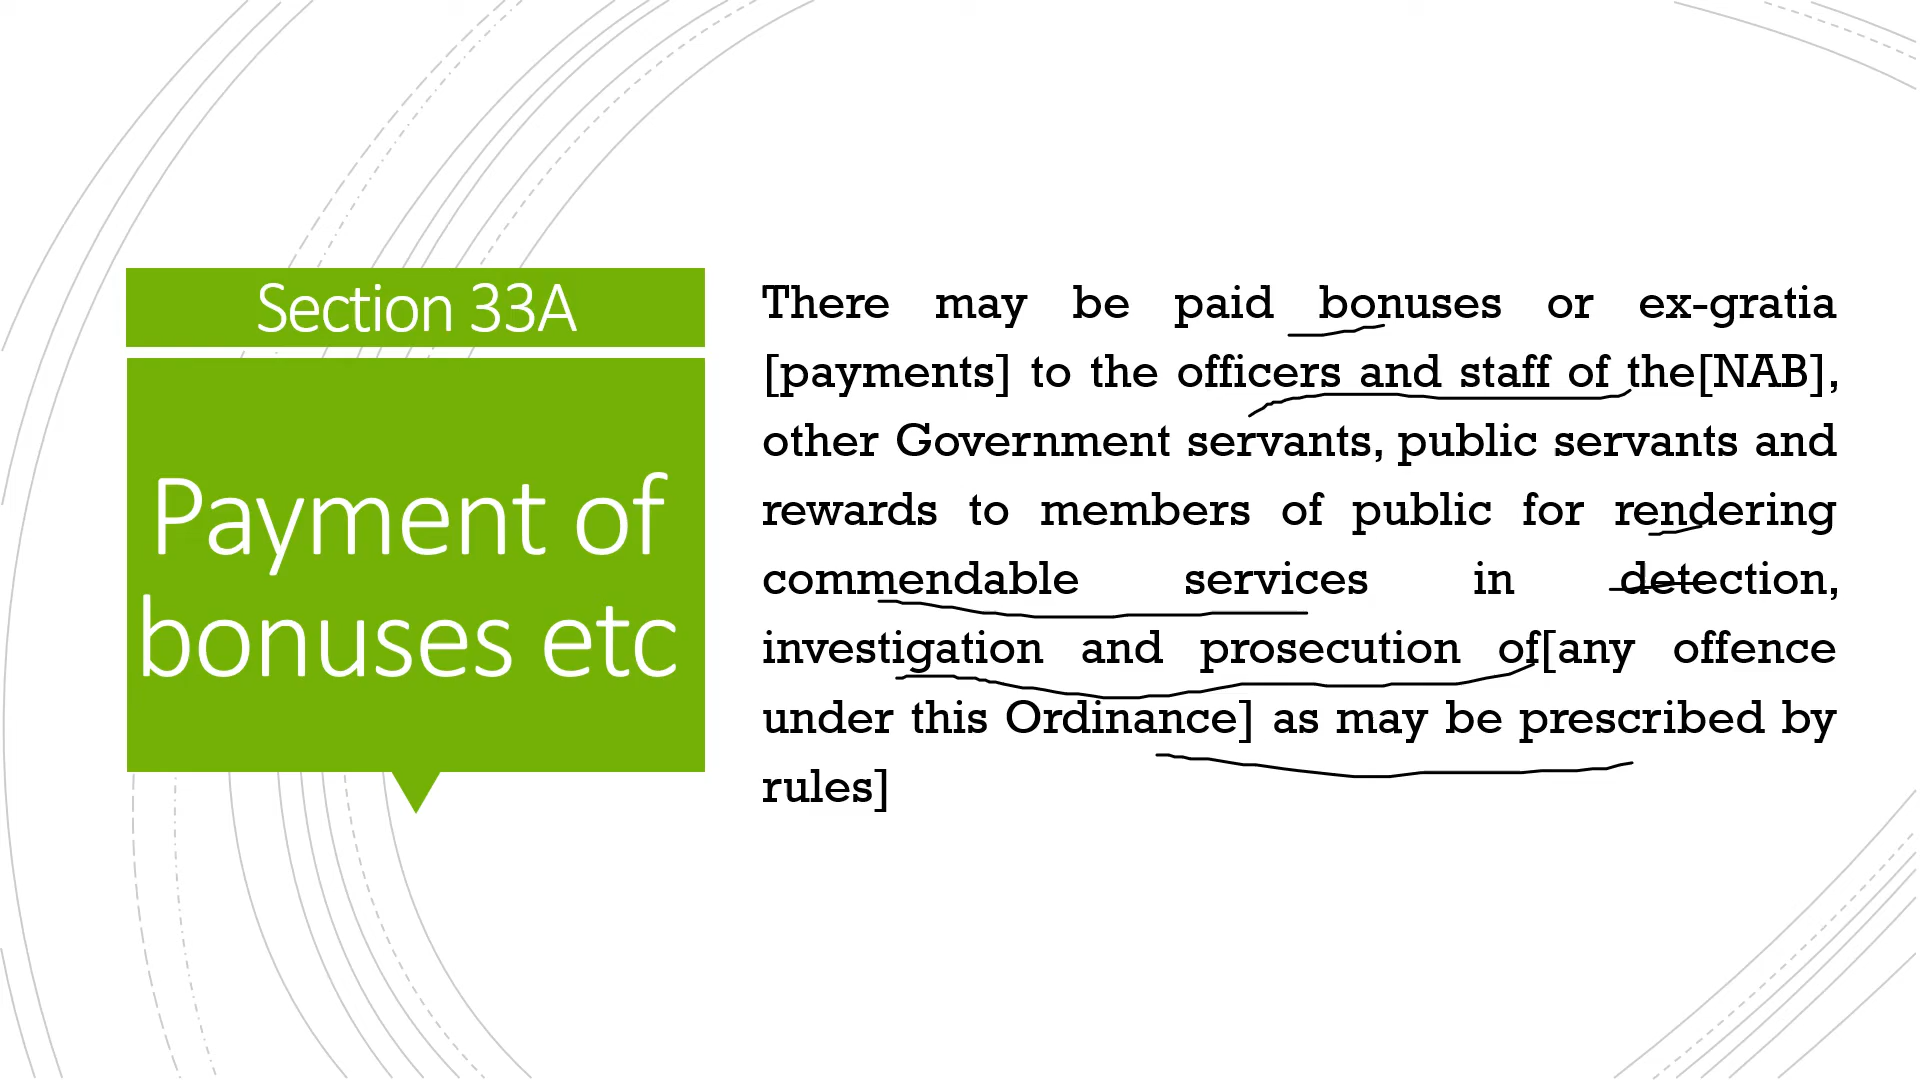 Section 33A
Payment of
bonuses etc
There may be paid bonuses or ex-gratia
[payments] to the officers and staff of the[NAB],
other Government servants, public servants and
rewards to members of public for rendering
commendable services in detection,
investigation and prosecution of[any offence
under this Ordinance] as may be prescribed by
rules]